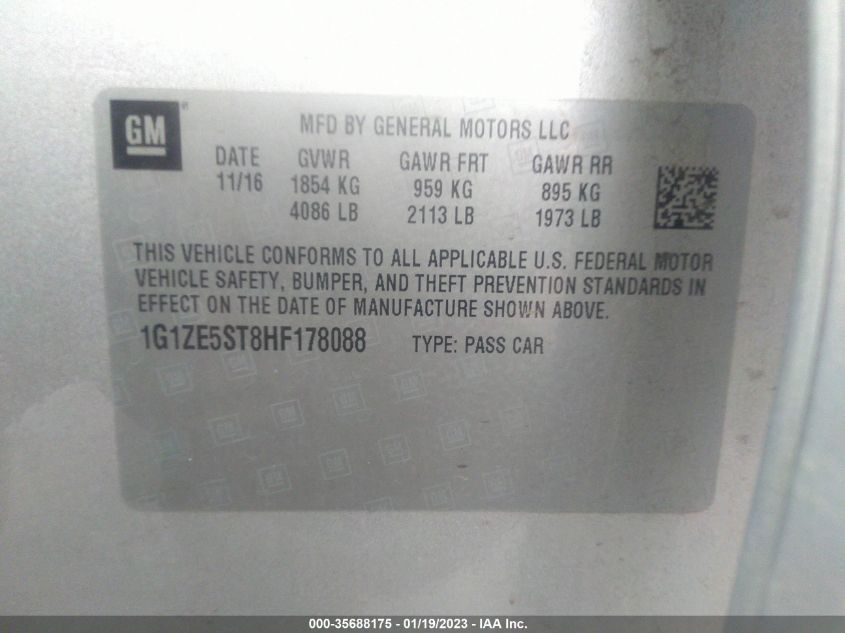 GM
MFD BY GENERAL MOTORS LLC
DATE GVWR GAWR FRT GAWR RR
11/16 1854 KG 959 KG 895 KG
4086 LB 2113 LB 1973 LB
THIS VEHICLE CONFORMS TO ALL APPLICABLE U.S. FEDERAL MOTOR
VEHICLE SAFETY, BUMPER, AND THEFT PREVENTION STANDARDS IN
EFFECT ON THE DATE OF MANUFACTURE SHOWN ABOVE.
1G1ZE5ST8HF178088 TYPE: PASS CAR
000-35688175 - 01/19/2023 - IAA Inc.